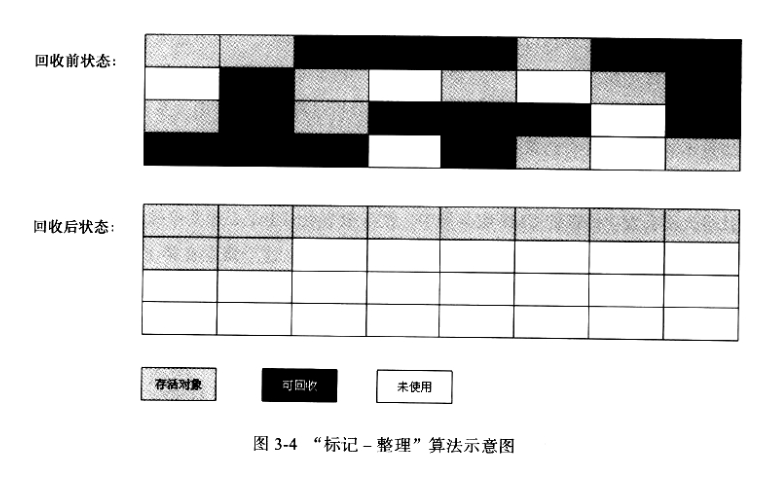 回收前状态：
回收后状态：
存活对象
可回收
未使用
图 3-4 “标记 – 整理”算法示意图